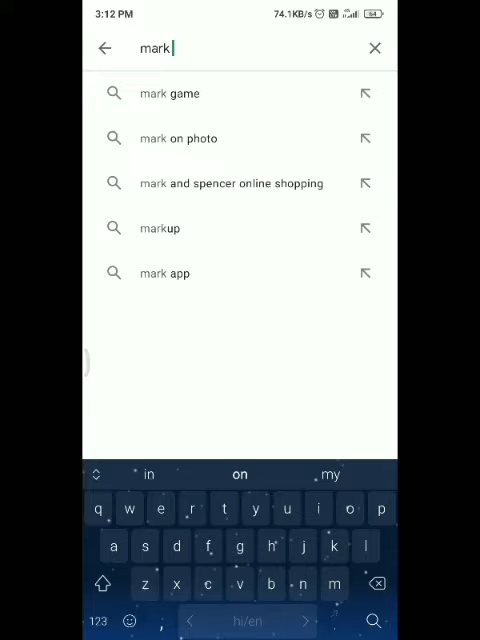 3:12 PM 74.1KB/s 64
mark
mark game
mark on photo
mark and spencer online shopping
markup
mark app
in on my
q w e r t y u i o p
a s d f g h j k l
z x c v b n m
123 , hi/en